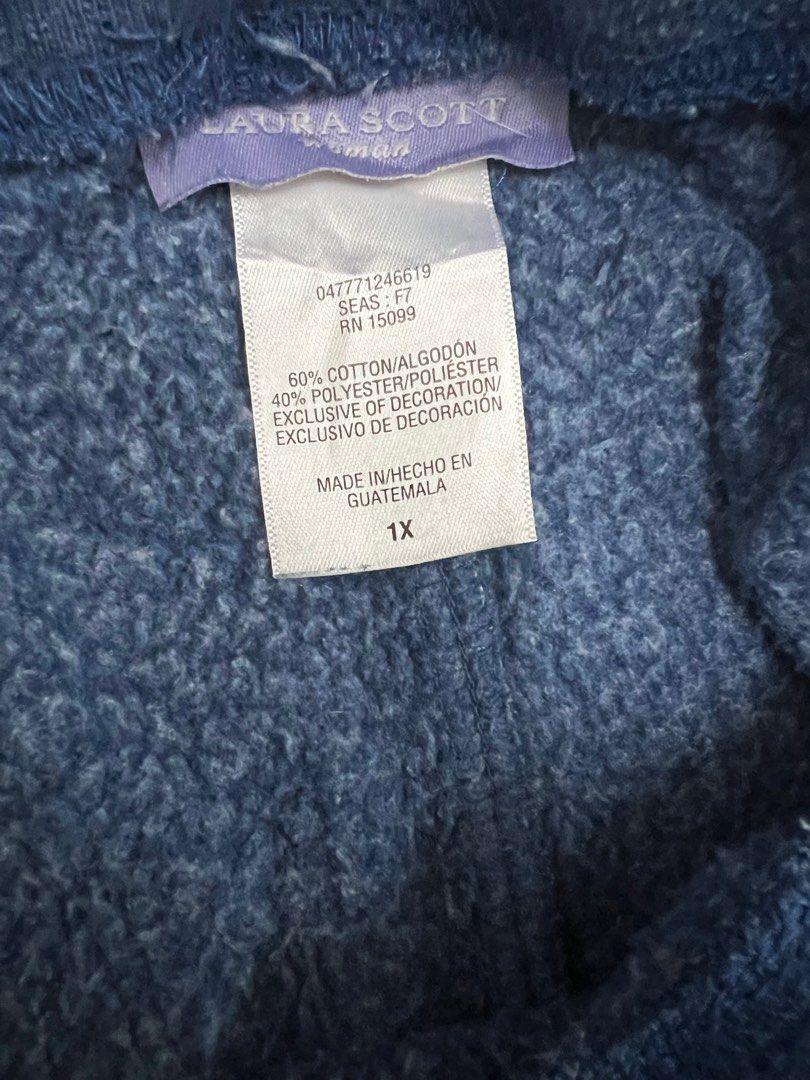 LAURA SCOTT
Woman
047771246619
SEAS : F7
RN 15099
60% COTTON/ALGODÓN
40% POLYESTER/POLIÉSTER
EXCLUSIVE OF DECORATION/
EXCLUSIVO DE DECORACIÓN
MADE IN/HECHO EN
GUATEMALA
1X